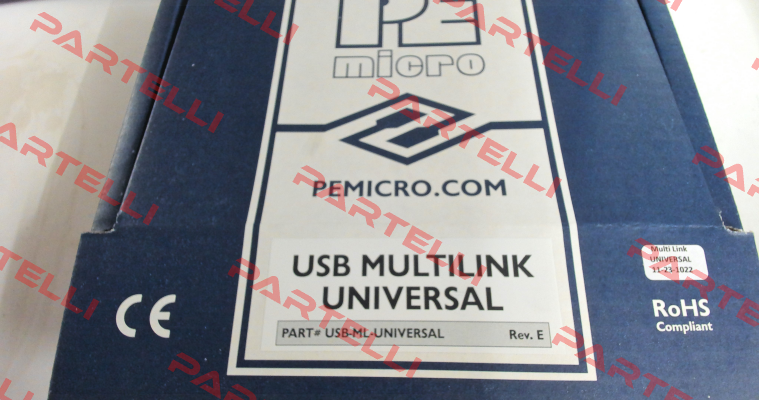 PE
micro
PEMICRO.COM
USB MULTILINK
UNIVERSAL
PART# USB-ML-UNIVERSAL Rev. E
CE
Multi Link
UNIVERSAL
11-23-1022
RoHS
Compliant
PARTELLI
PARTELLI
PARTELLI
PARTELLI
PARTELLI
PARTELLI
PARTELLI
PARTELLI